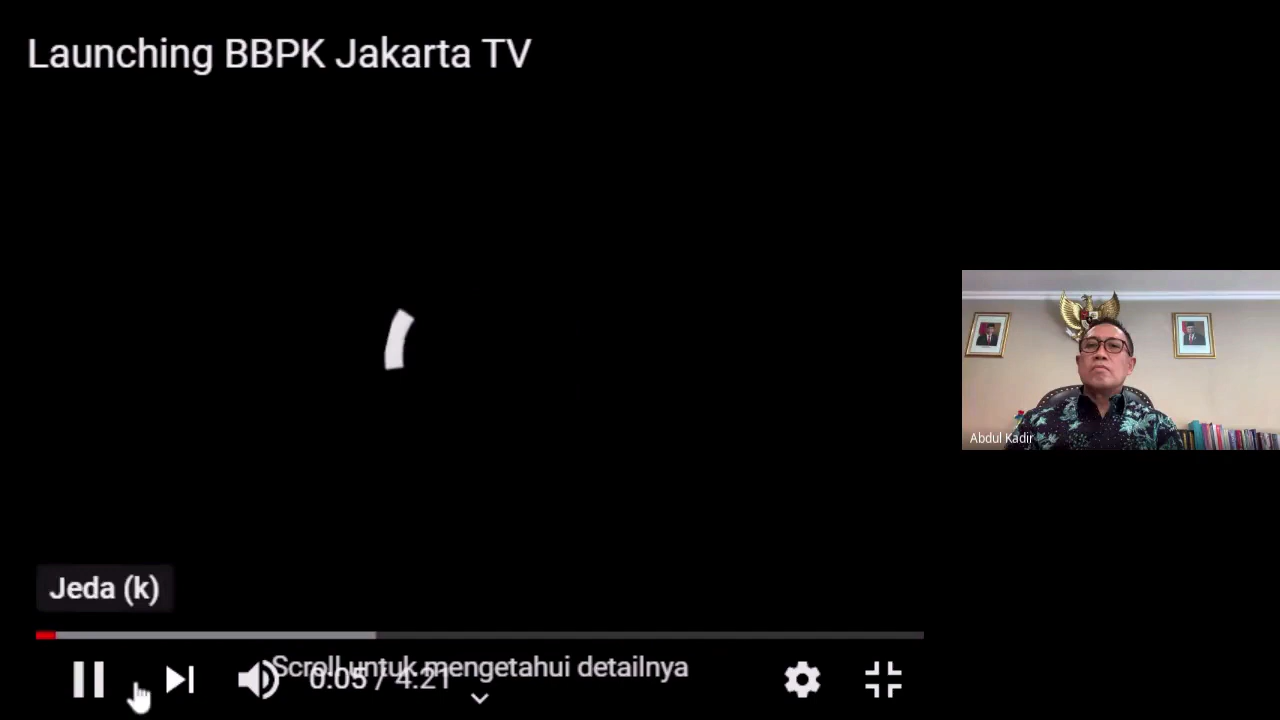 Launching BBPK Jakarta TV
Abdul Kadir
Jeda (k)
Scroll untuk mengetahui detailnya
0:05 / 4:21